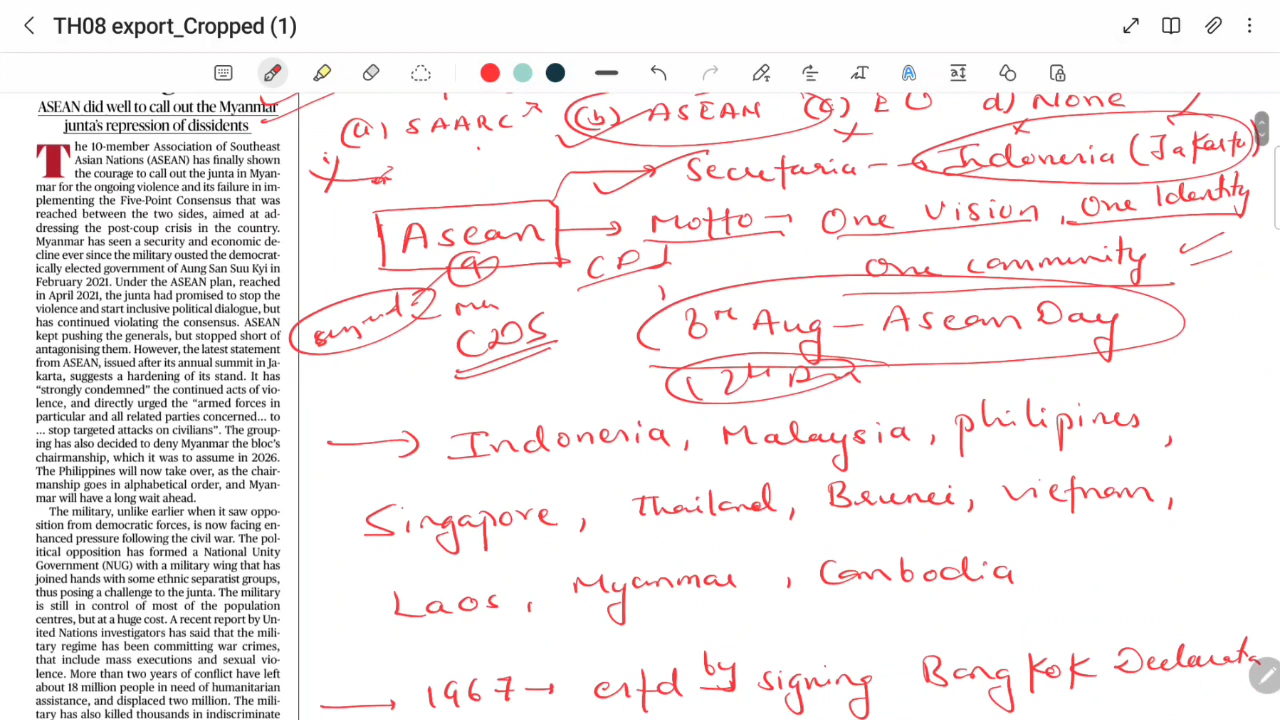 TH08 export_Cropped (1)
ASEAN did well to call out the Myanmar
junta's repression of dissidents
The 10-member Association of Southeast
Asian Nations (ASEAN) has finally shown
the courage to call out the junta in Myan-
mar for the ongoing violence and its failure in im-
plementing the Five-Point Consensus that was
reached between the two sides, aimed at ad-
dressing the post-coup crisis in the country.
Myanmar has seen a security and economic de-
cline ever since the military ousted the democrat-
ically elected government of Aung San Suu Kyi in
February 2021. Under the ASEAN plan, reached
in April 2021, the junta had promised to stop the
violence and start inclusive political dialogue, but
has continued violating the consensus. ASEAN
kept pushing the generals, but stopped short of
antagonising them. However, the latest statement
from ASEAN, issued after its annual summit in Ja-
karta, suggests a hardening of its stand. It has
“strongly condemned” the continued acts of vio-
lence, and directly urged the “armed forces in
particular and all related parties concerned... to
... stop targeted attacks on civilians”. The group-
ing has also decided to deny Myanmar the bloc's
chairmanship, which it was to assume in 2026.
The Philippines will now take over, as the chair-
manship goes in alphabetical order, and Myan-
mar will have a long wait ahead.
The military, unlike earlier when it saw oppo-
sition from democratic forces, is now facing en-
hanced pressure following the civil war. The pol-
itical opposition has formed a National Unity
Government (NUG) with a military wing that has
joined hands with some ethnic separatist groups,
thus posing a challenge to the junta. The military
is still in control of most of the population
centres, but at a huge cost. A recent report by Un-
ited Nations investigators has said that the mili-
tary regime has been committing war crimes,
that include mass executions and sexual vio-
lence. More than two years of conflict have left
about 18 million people in need of humanitarian
assistance, and displaced two million. The mili-
tary has also killed thousands in indiscriminate
(a) SAARC (b) ASEAN (c) EU d) None
Secretaria - Indonesia (Jakarta)
Asean Motto - One Vision, One Identity
One community
CDS
8th Aug - Asean Day
Indonesia, Malaysia, philipines,
Singapore, Thailand, Brunei, vietnam,
Laos, Myanmar, Cambodia
1967 → estd by signing Bangkok Declarat